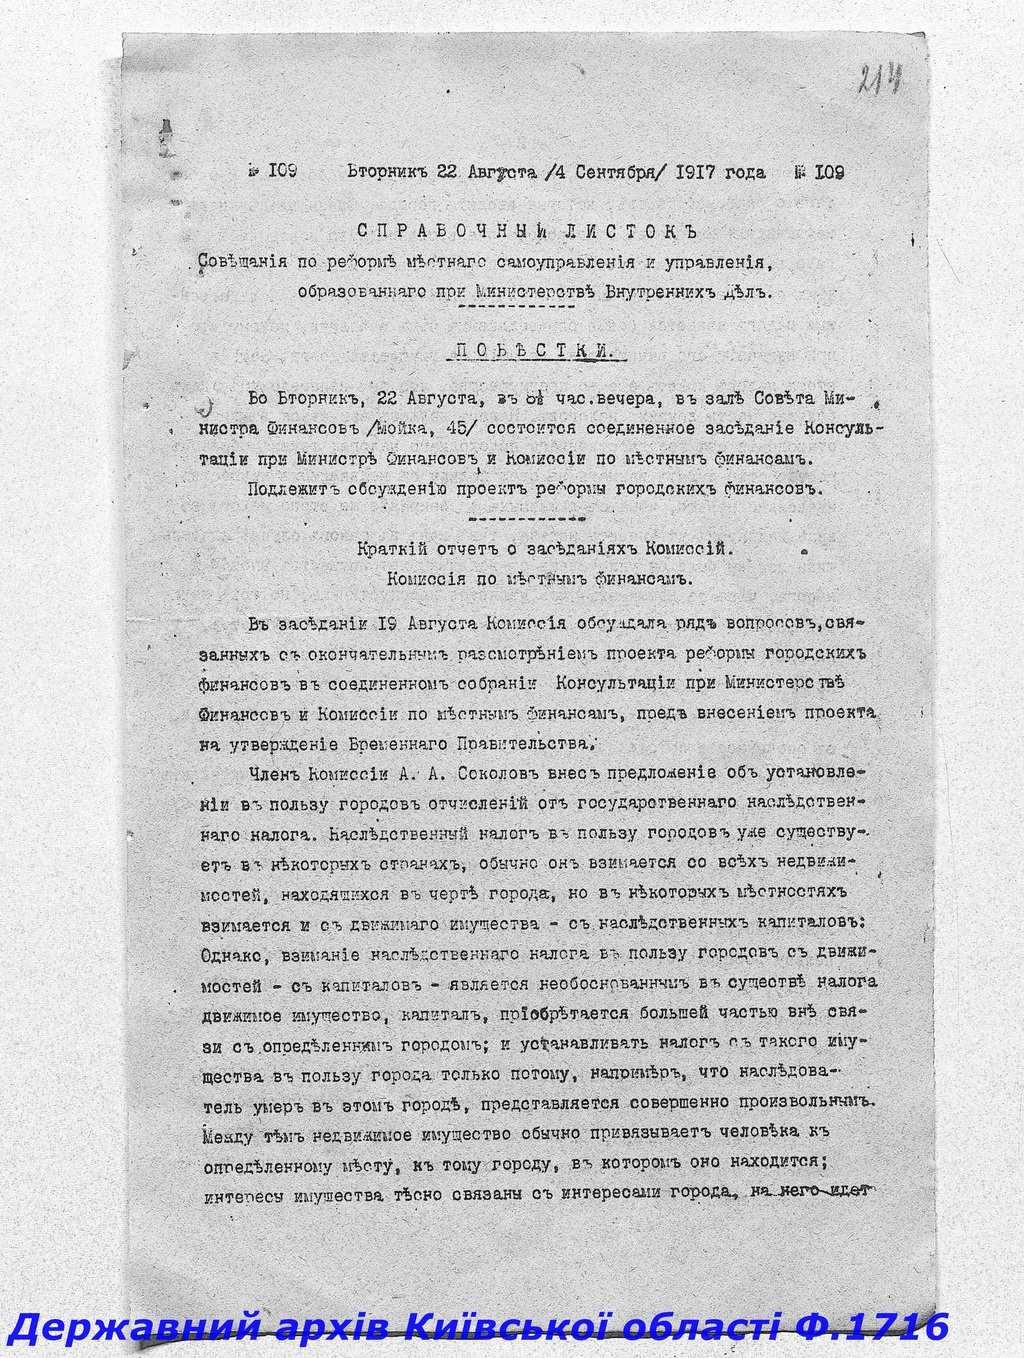 214
№ 109 Вторникъ 22 Августа /4 Сентября/ 1917 года № 109
СПРАВОЧНЫЙ ЛИСТОКЪ
Совѣщанія по реформѣ мѣстнаго самоуправленія и управленія,
образованнаго при Министерствѣ Внутреннихъ Дѣлъ.
ПОВѢСТКИ.
Во Вторникъ, 22 Августа, въ 8½ час.вечера, въ залѣ Совѣта Ми-
нистра Финансовъ /Мойка, 45/ состоится соединенное засѣданіе Консуль-
таціи при Министрѣ Финансовъ и Комиссіи по мѣстнымъ финансамъ.
Подлежитъ обсужденію проектъ реформы городскихъ финансовъ.
Краткій отчетъ о засѣданіяхъ Комиссій.
Комиссія по мѣстнымъ финансамъ.
Въ засѣданіи 19 Августа Комиссія обсуждала рядъ вопросовъ,свя-
занныхъ съ окончательнымъ разсмотрѣніемъ проекта реформы городскихъ
финансовъ въ соединенномъ собраніи Консультаціи при Министерствѣ
Финансовъ и Комиссіи по мѣстнымъ финансамъ, предъ внесеніемъ проекта
на утвержденіе Временнаго Правительства.
Членъ Комиссіи А. А. Соколовъ внесъ предложеніе объ установле-
ніи въ пользу городовъ отчисленій отъ государственнаго наслѣдствен-
наго налога. Наслѣдственный налогъ въ пользу городовъ уже существу-
етъ въ нѣкоторыхъ странахъ, обычно онъ взимается со всѣхъ недвижи-
мостей, находящихся въ чертѣ города, но въ нѣкоторыхъ мѣстностяхъ
взимается и съ движимаго имущества - съ наслѣдственныхъ капиталовъ:
Однако, взиманіе наслѣдственнаго налога въ пользу городовъ съ движи-
мостей - съ капиталовъ - является необоснованнымъ въ существѣ налога
движимое имущество, капиталъ, пріобрѣтается большей частью внѣ свя-
зи съ опредѣленнымъ городомъ; и устанавливать налогъ съ такого иму-
щества въ пользу города только потому, напримѣръ, что наслѣдова-
тель умеръ въ этомъ городѣ, представляется совершенно произвольнымъ.
Между тѣмъ недвижимое имущество обычно привязываетъ человѣка къ
опредѣленному мѣсту, къ тому городу, въ которомъ оно находится;
интересы имущества тѣсно связаны съ интересами города, на него идет
Державний архів Київської області Ф.1716